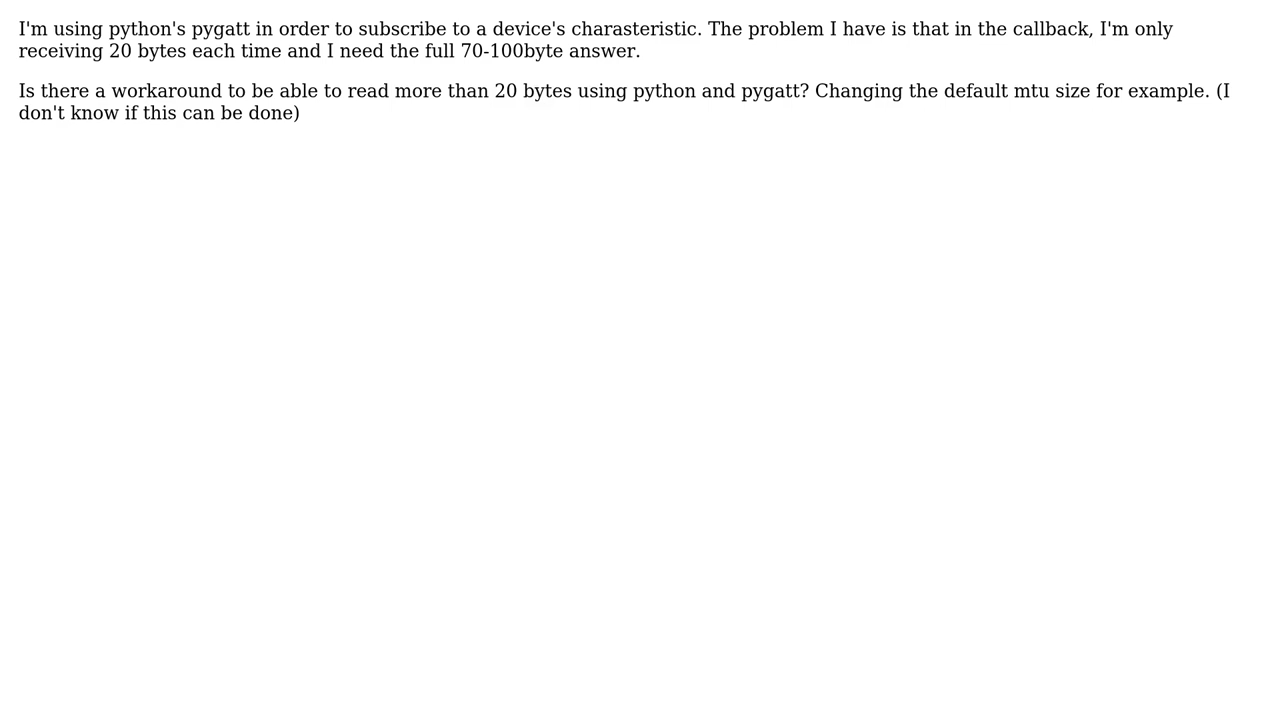 I'm using python's pygatt in order to subscribe to a device's charasteristic. The problem I have is that in the callback, I'm only
receiving 20 bytes each time and I need the full 70-100byte answer.
Is there a workaround to be able to read more than 20 bytes using python and pygatt? Changing the default mtu size for example. (I
don't know if this can be done)